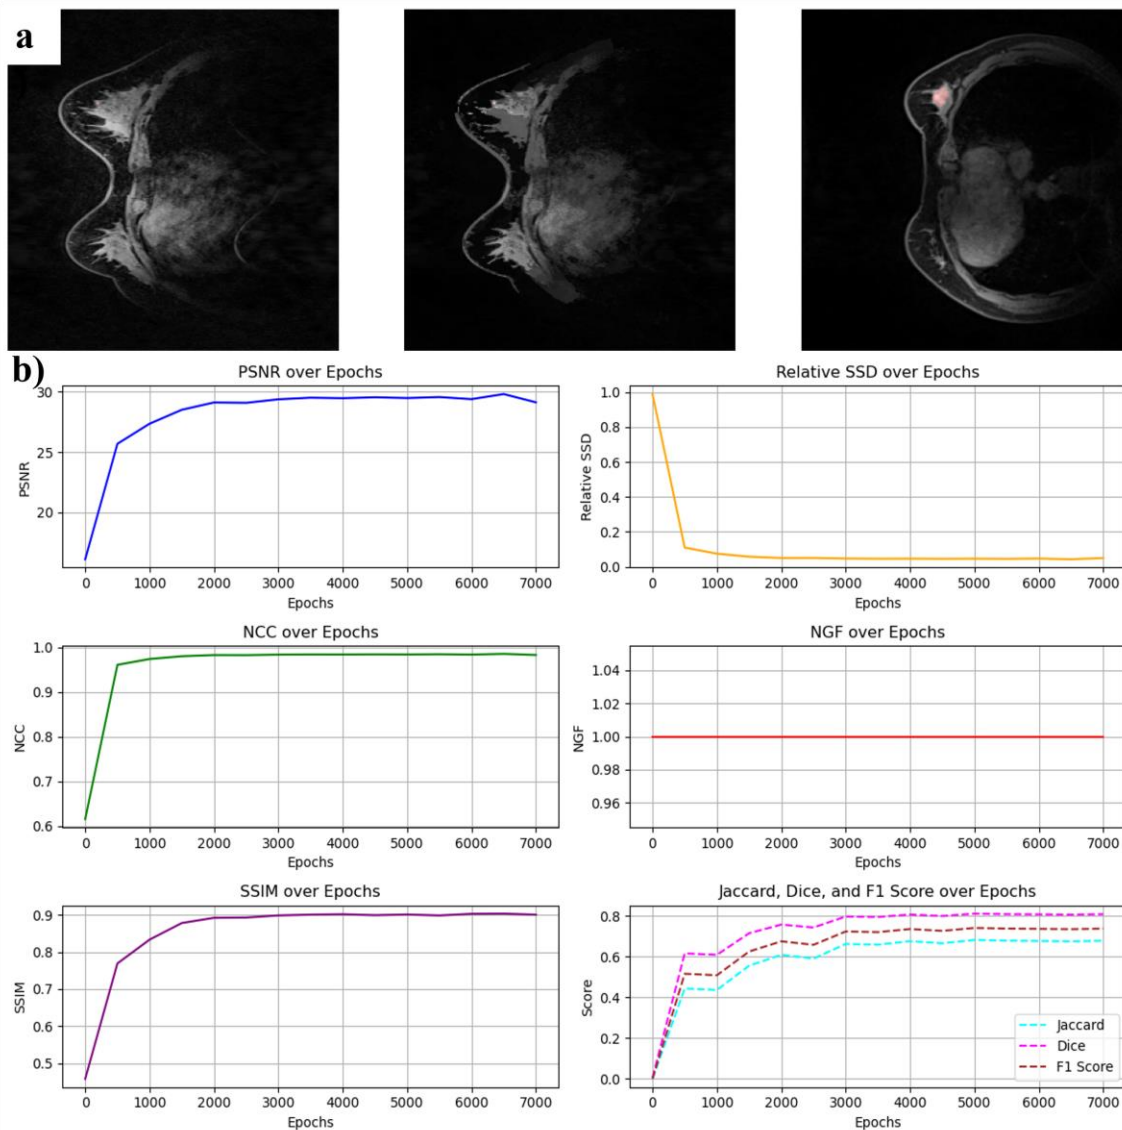 a
b)
PSNR over Epochs
30
25
20
PSNR
0 1000 2000 3000 4000 5000 6000 7000
Epochs
Relative SSD over Epochs
1.0
0.8
0.6
0.4
0.2
0.0
Relative SSD
0 1000 2000 3000 4000 5000 6000 7000
Epochs
NCC over Epochs
1.0
0.9
0.8
0.7
0.6
NCC
0 1000 2000 3000 4000 5000 6000 7000
Epochs
NGF over Epochs
1.04
1.02
1.00
0.98
0.96
NGF
0 1000 2000 3000 4000 5000 6000 7000
Epochs
SSIM over Epochs
0.9
0.8
0.7
0.6
0.5
SSIM
0 1000 2000 3000 4000 5000 6000 7000
Epochs
Jaccard, Dice, and F1 Score over Epochs
0.8
0.6
0.4
0.2
0.0
Score
Jaccard
Dice
F1 Score
0 1000 2000 3000 4000 5000 6000 7000
Epochs